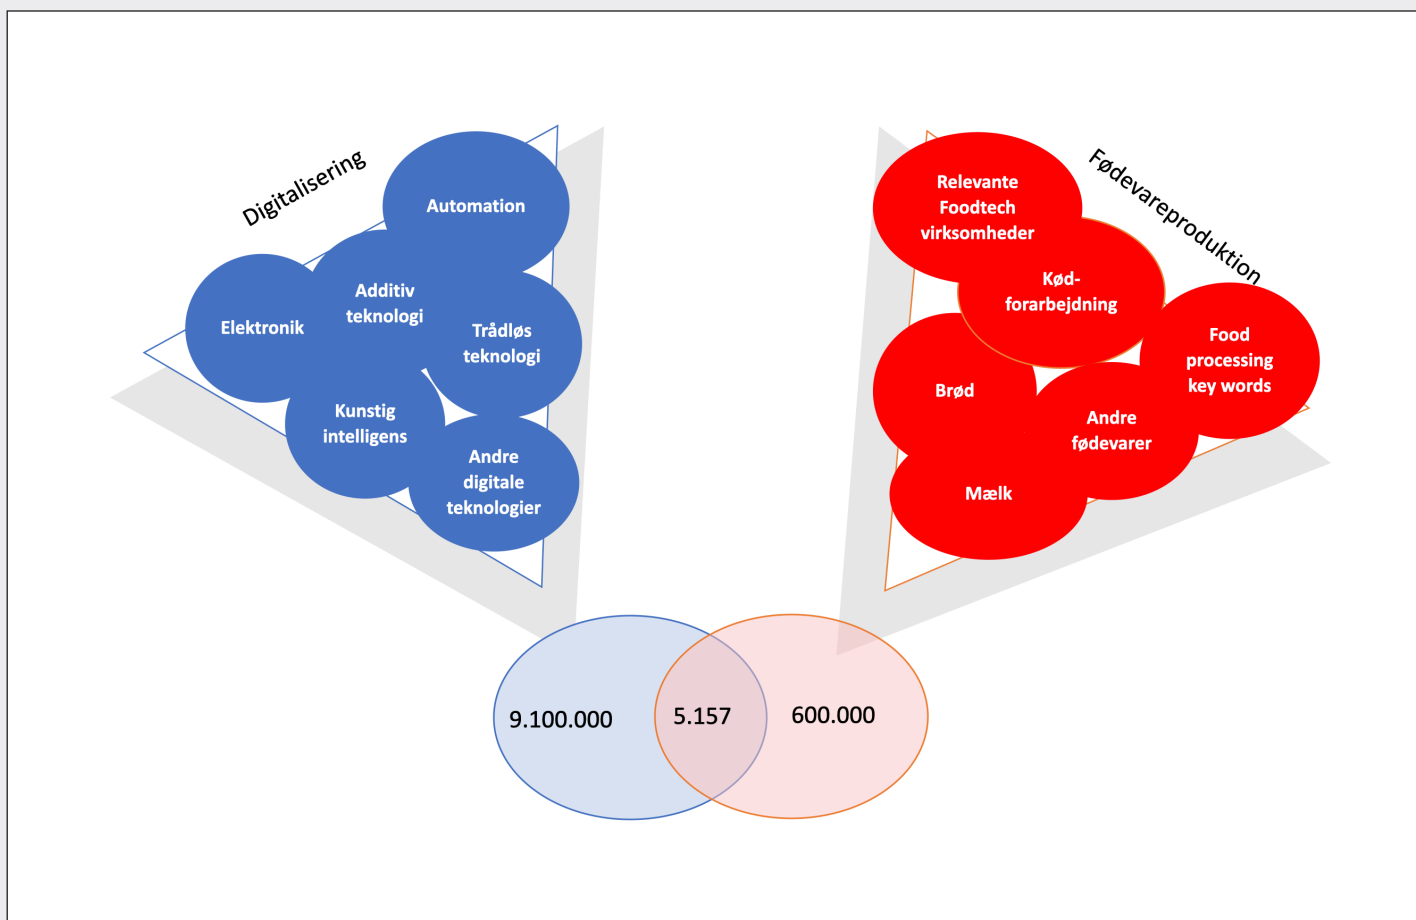 Digitalisering
Automation
Additiv
teknologi
Elektronik
Trådløs
teknologi
Kunstig
intelligens
Andre
digitale
teknologier
Fødevareproduktion
Relevante
Foodtech
virksomheder
Kød-
forarbejdning
Food
processing
key words
Brød
Andre
fødevarer
Mælk
9.100.000
5.157
600.000